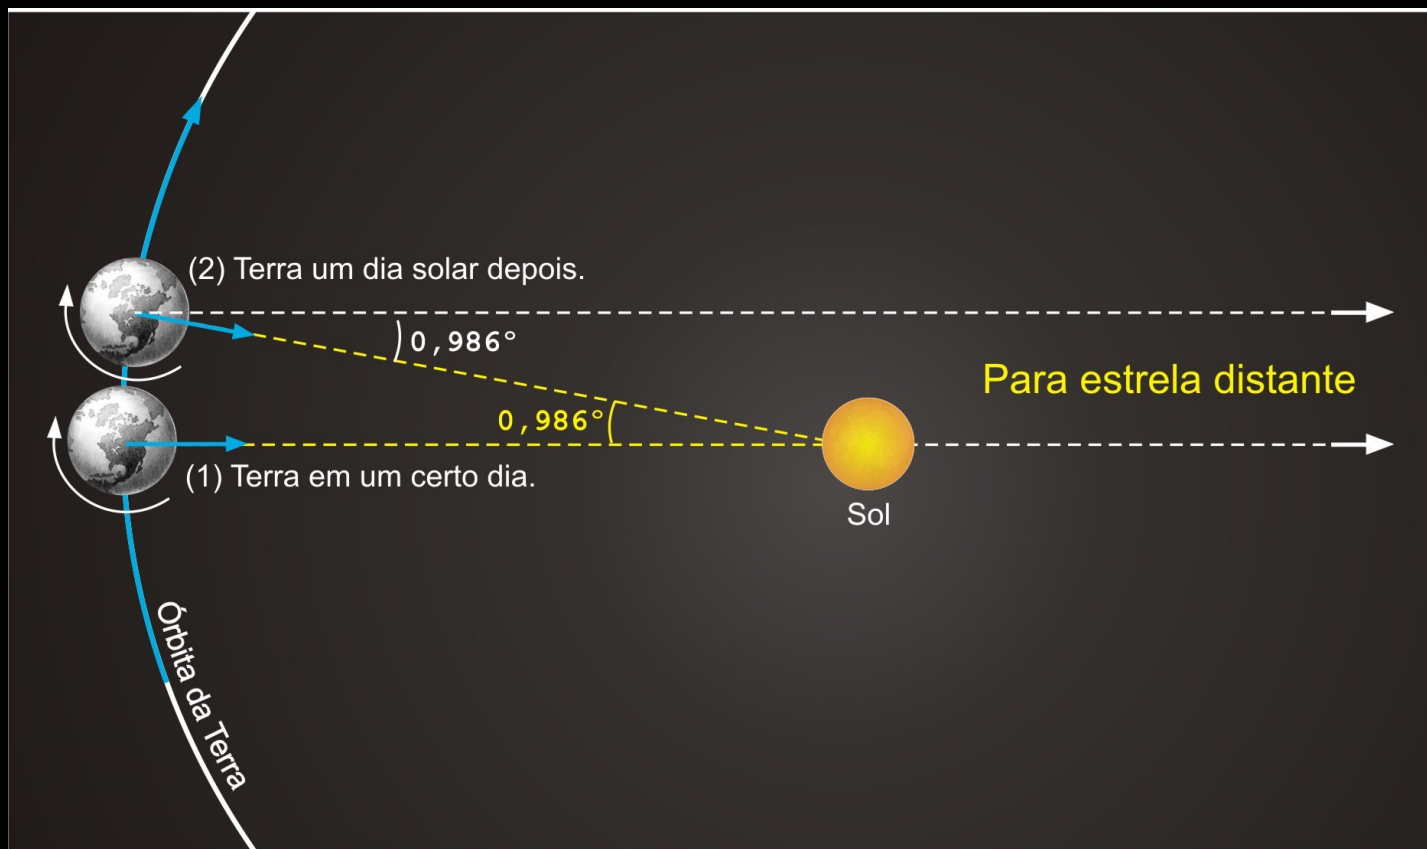 (2) Terra um dia solar depois.
0,986°
Para estrela distante
0,986°
(1) Terra em um certo dia.
Sol
Órbita da Terra